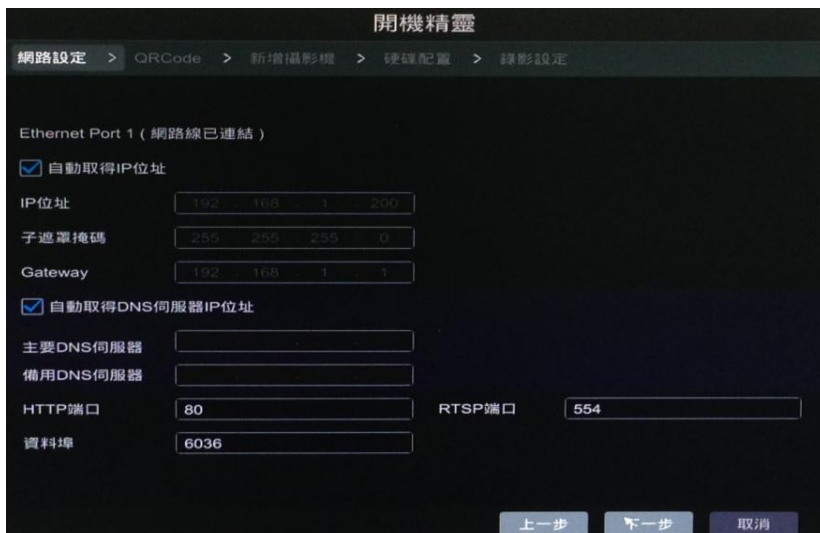 開機精靈
網路設定 > QRCode > 新增攝影機 > 硬碟配置 > 錄影設定
Ethernet Port 1 ( 網路線已連結 )
自動取得IP位址
IP位址 192 . 168 . 1 . 200
子遮罩掩碼 255 . 255 . 255 . 0
Gateway 192 . 168 . 1 . 1
自動取得DNS伺服器IP位址
主要DNS伺服器
備用DNS伺服器
HTTP端口 80 RTSP端口 554
資料埠 6036
上一步 下一步 取消